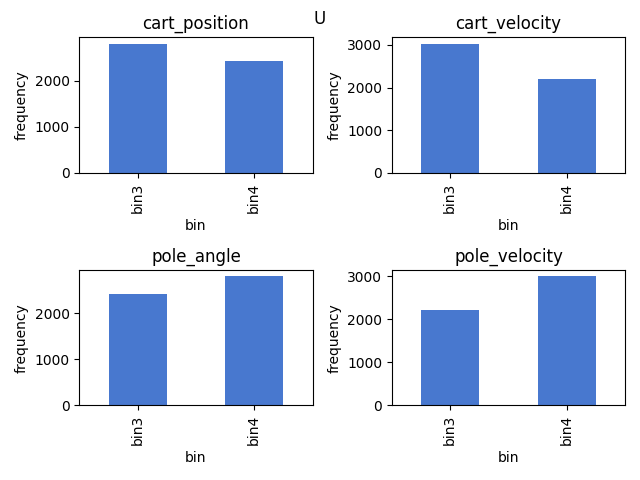 U
cart_position
frequency
2000
1000
0
bin3
bin4
bin
cart_velocity
frequency
3000
2000
1000
0
bin3
bin4
bin
pole_angle
frequency
2000
1000
0
bin3
bin4
bin
pole_velocity
frequency
3000
2000
1000
0
bin3
bin4
bin